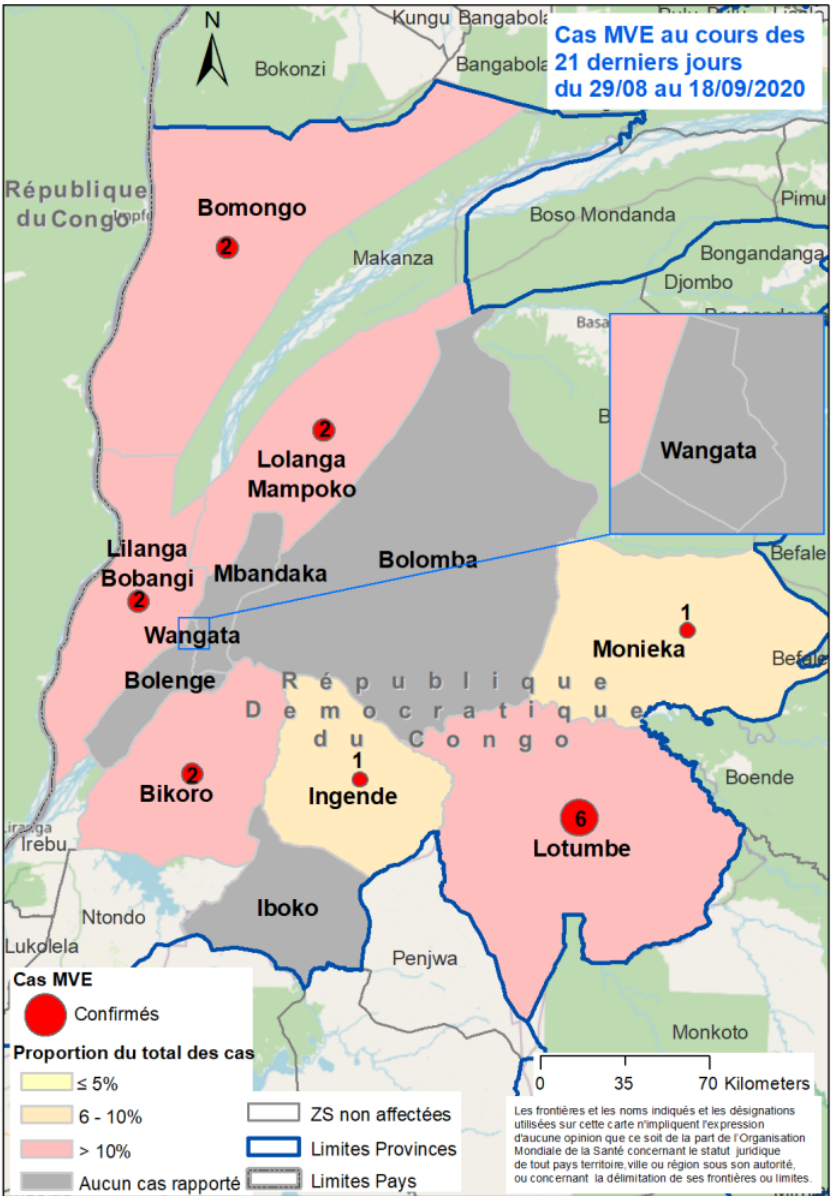 N
Kungu
Bangabola
Cas MVE au cours des
21 derniers jours
du 29/08 au 18/09/2020
Bokonzi
Bangabola
République
du Congo
Bomongo
2
Pimu
Boso Mondanda
Makanza
Bongandanga
Djombo
Wangata
2
Lolanga
Mampoko
Lilanga
Bobangi
2
Mbandaka
Bolomba
Befale
Wangata
1
Monieka
Befale
Bolenge
République
Democratique
du Congo
2
Bikoro
1
Ingende
Boende
6
Lotumbe
Irebu
Iboko
Ntondo
Lukolela
Penjwa
Monkoto
Cas MVE
Confirmés
Proportion du total des cas
≤ 5%
6 - 10%
> 10%
Aucun cas rapporté
ZS non affectées
Limites Provinces
Limites Pays
0 35 70 Kilometers
Les frontières et les noms indiqués et les désignations
utilisées sur cette carte n'impliquent l'expression
d'aucune opinion que ce soit de la part de l'Organisation
Mondiale de la Santé concernant le statut juridique
de tout pays territoire,ville ou région sous son autorité,
ou concernant la délimitation de ses frontières ou limites.